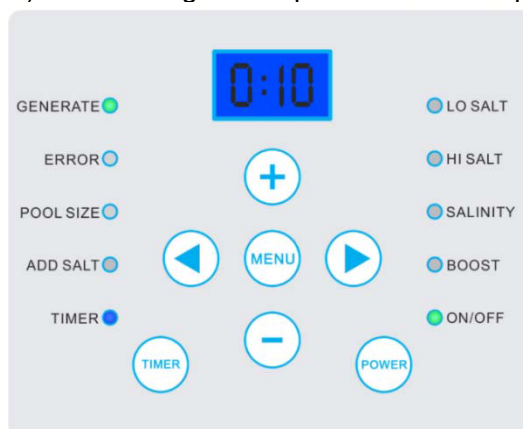 0:10
GENERATE
LO SALT
ERROR
HI SALT
POOL SIZE
SALINITY
ADD SALT
MENU
BOOST
TIMER
ON/OFF
TIMER
POWER